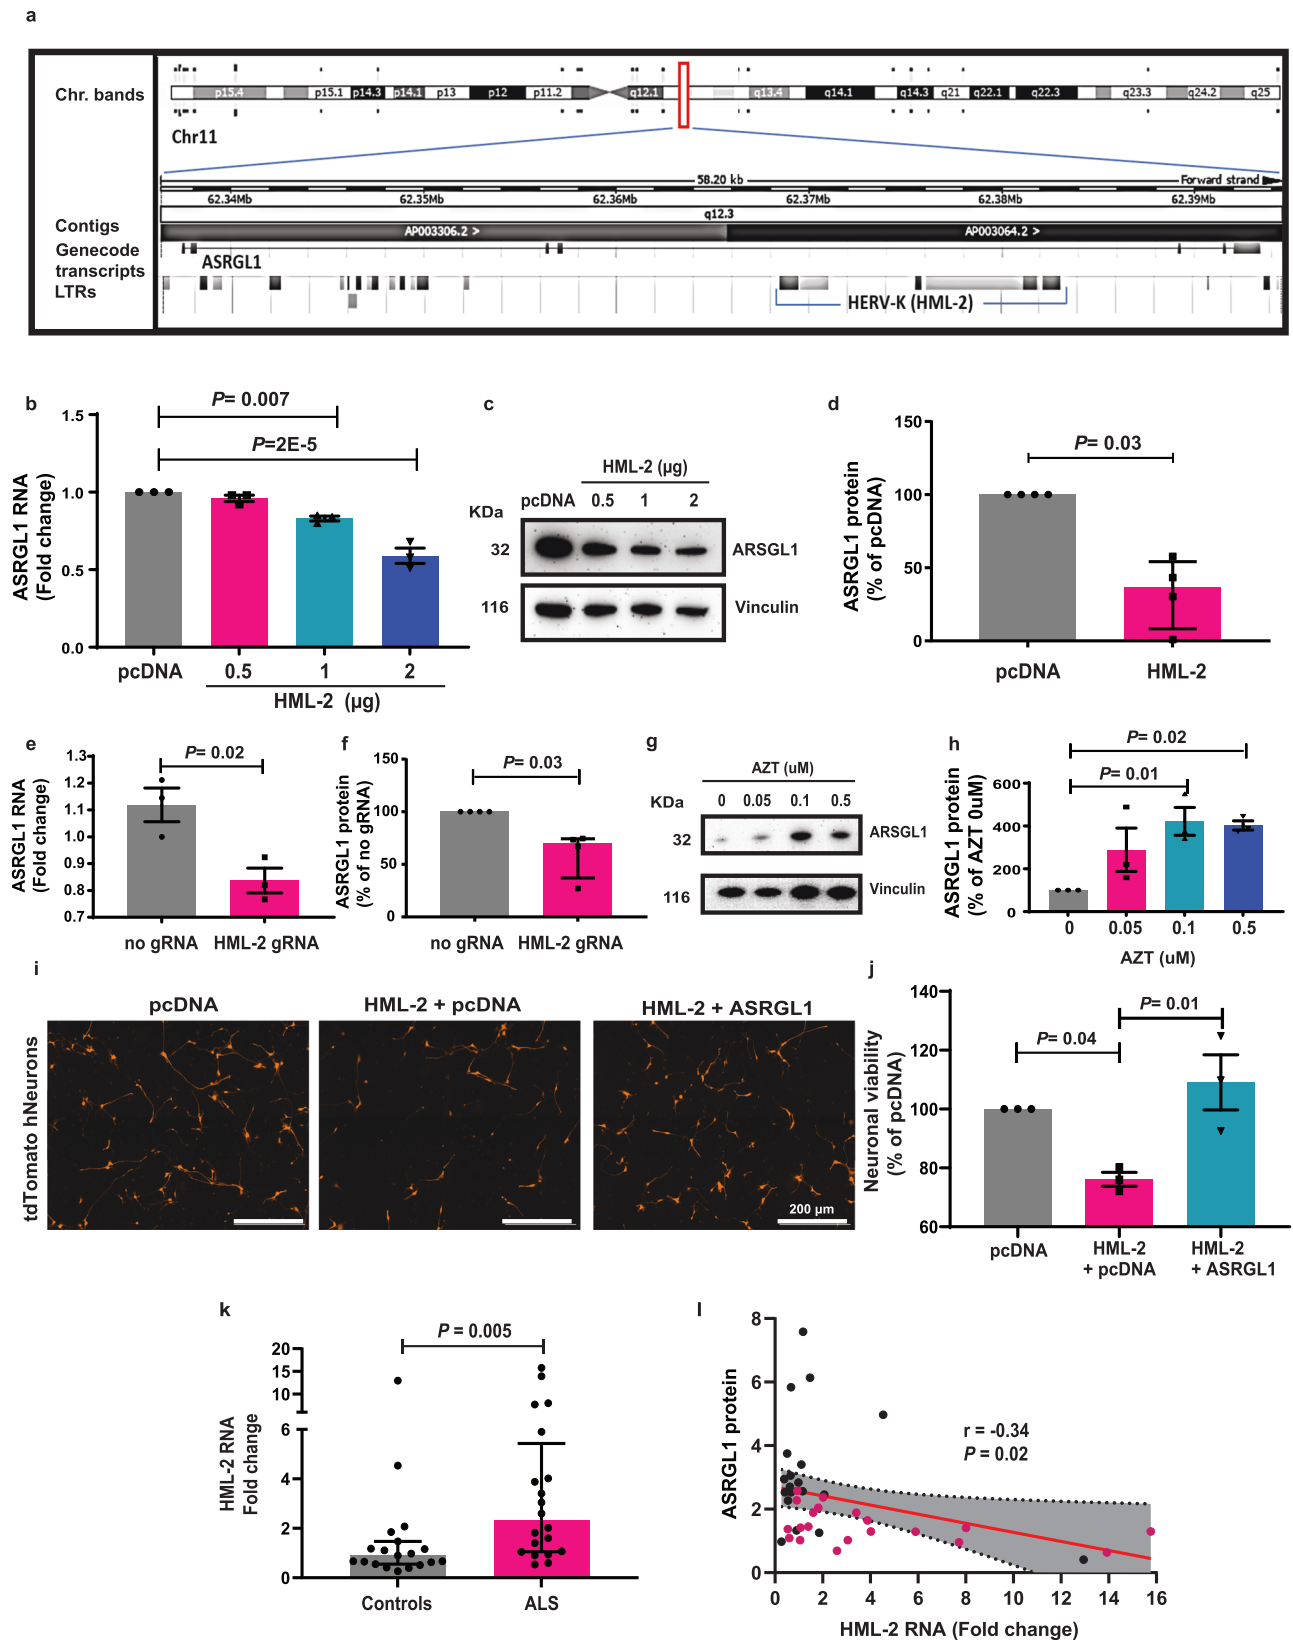 a
Chr. bands
p15.4 p15.1 p14.3 p14.1 p13 p12 p11.2 q12.1 q13.4 q14.1 q14.3 q21 q22.1 q22.3 q23.3 q24.2 q25
Chr11
58.20 kb Forward strand
62.34Mb 62.35Mb 62.36Mb 62.37Mb 62.38Mb 62.39Mb
q12.3
Contigs
AP003306.2 > AP003064.2 >
Genecode
transcripts
ASRGL1
LTRs
HERV-K (HML-2)
b
P= 0.007
P=2E-5
ASRGL1 RNA
(Fold change)
1.5
1.0
0.5
0.0
pcDNA 0.5 1 2
HML-2 (µg)
c
HML-2 (µg)
pcDNA 0.5 1 2
KDa
32 ARSGL1
116 Vinculin
d
P= 0.03
ASRGL1 protein
(% of pcDNA)
150
100
50
0
pcDNA HML-2
e
P= 0.02
ASRGL1 RNA
(Fold change)
1.3
1.2
1.1
1.0
0.9
0.8
0.7
no gRNA HML-2 gRNA
f
P= 0.03
ASRGL1 protein
(% of no gRNA)
150
100
50
0
no gRNA HML-2 gRNA
g
AZT (uM)
KDa 0 0.05 0.1 0.5
32 ARSGL1
116 Vinculin
h
P= 0.02
P= 0.01
ASRGL1 protein
(% of AZT 0uM)
600
400
200
0
0 0.05 0.1 0.5
AZT (uM)
i
pcDNA HML-2 + pcDNA HML-2 + ASRGL1
tdTomato hNeurons
200 µm
j
P= 0.01
P= 0.04
Neuronal viability
(% of pcDNA)
140
120
100
80
60
pcDNA HML-2 HML-2
+ pcDNA + ASRGL1
k
P = 0.005
HML-2 RNA
Fold change
20
15
10
6
4
2
0
Controls ALS
l
ASRGL1 protein
8
6
4
2
0
r = -0.34
P = 0.02
0 2 4 6 8 10 12 14 16
HML-2 RNA (Fold change)